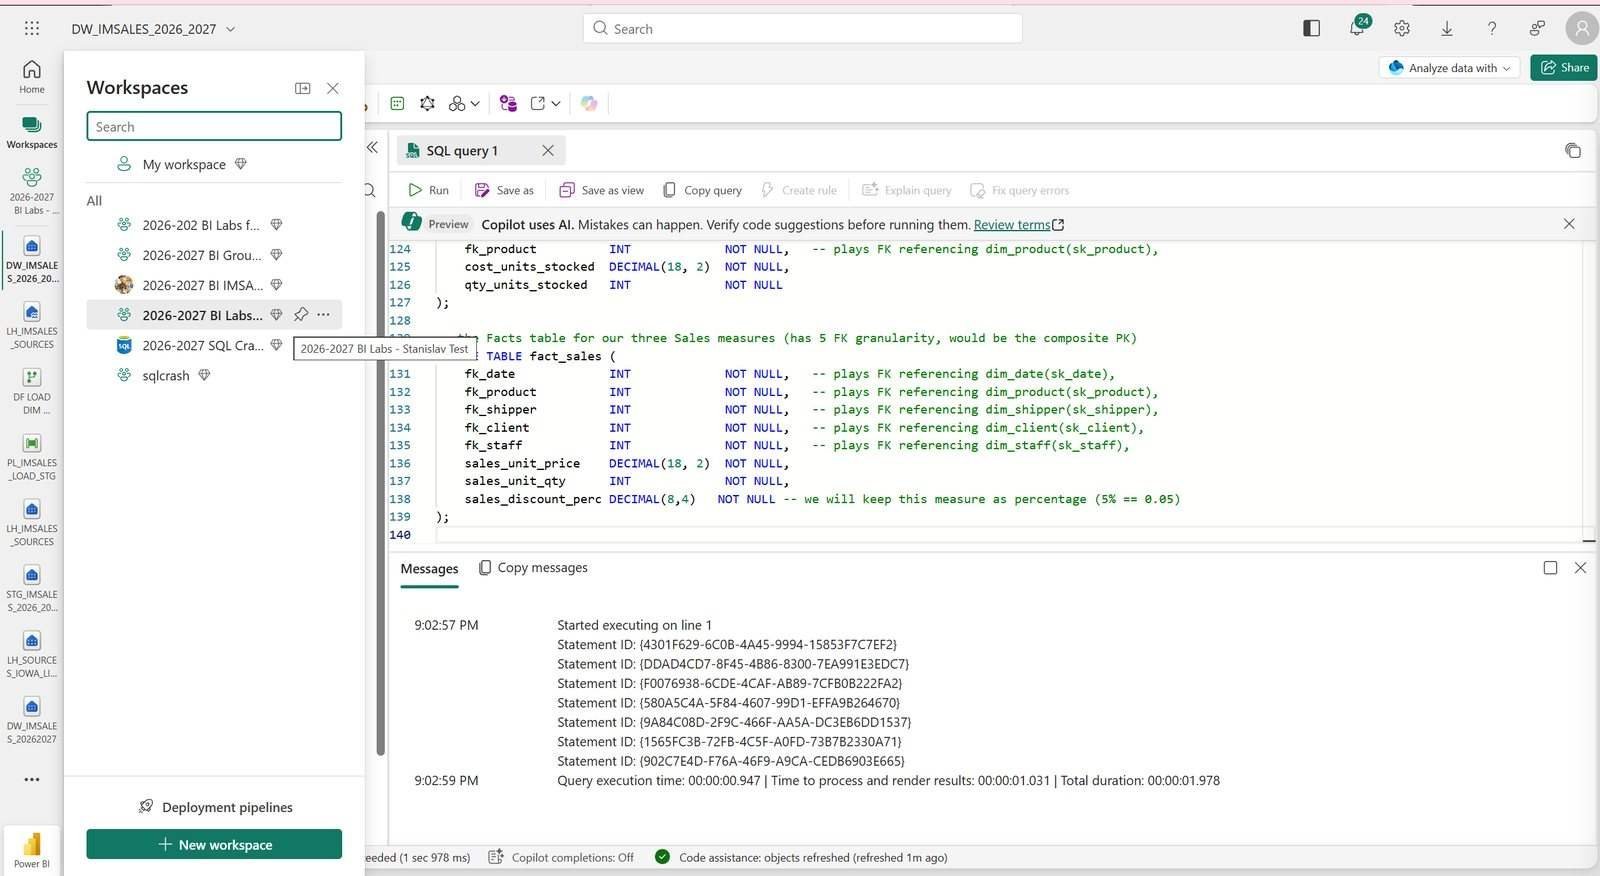 DW_IMSALES_2026_2027
Search
24
Home
Workspaces
2026-2027
BI Labs - ...
DW_IMSALE
S_2026_20...
LH_IMSALES
_SOURCES
DF LOAD
DIM ...
PL_IMSALES
_LOAD_STG
LH_IMSALES
_SOURCES
STG_IMSALE
S_2026_20...
LH_SOURCE
S_IOWA_LI...
DW_IMSALE
S_20262027
Power BI
Workspaces
Search
My workspace
All
2026-202 BI Labs f...
2026-2027 BI Grou...
2026-2027 BI IMSA...
2026-2027 BI Labs...
2026-2027 SQL Cra...
sqlcrash
2026-2027 BI Labs - Stanislav Test
Deployment pipelines
New workspace
Analyze data with
Share
SQL query 1
Run
Save as
Save as view
Copy query
Create rule
Explain query
Fix query errors
Preview Copilot uses AI. Mistakes can happen. Verify code suggestions before running them. Review terms
124 fk_product INT NOT NULL, -- plays FK referencing dim_product(sk_product),
125 cost_units_stocked DECIMAL(18, 2) NOT NULL,
126 qty_units_stocked INT NOT NULL
127 );
128
the Facts table for our three Sales measures (has 5 FK granularity, would be the composite PK)
TABLE fact_sales (
131 fk_date INT NOT NULL, -- plays FK referencing dim_date(sk_date),
132 fk_product INT NOT NULL, -- plays FK referencing dim_product(sk_product),
133 fk_shipper INT NOT NULL, -- plays FK referencing dim_shipper(sk_shipper),
134 fk_client INT NOT NULL, -- plays FK referencing dim_client(sk_client),
135 fk_staff INT NOT NULL, -- plays FK referencing dim_staff(sk_staff),
136 sales_unit_price DECIMAL(18, 2) NOT NULL,
137 sales_unit_qty INT NOT NULL,
138 sales_discount_perc DECIMAL(8,4) NOT NULL -- we will keep this measure as percentage (5% == 0.05)
139 );
140
Messages
Copy messages
9:02:57 PM Started executing on line 1
Statement ID: {4301F629-6C0B-4A45-9994-15853F7C7EF2}
Statement ID: {DDAD4CD7-8F45-4B86-8300-7EA991E3EDC7}
Statement ID: {F0076938-6CDE-4CAF-AB89-7CFB0B222FA2}
Statement ID: {580A5C4A-5F84-4607-99D1-EFFA9B264670}
Statement ID: {9A84C08D-2F9C-466F-AA5A-DC3EB6DD1537}
Statement ID: {1565FC3B-72FB-4C5F-A0FD-73B7B2330A71}
Statement ID: {902C7E4D-F76A-46F9-A9CA-CEDB6903E665}
9:02:59 PM Query execution time: 00:00:00.947 | Time to process and render results: 00:00:01.031 | Total duration: 00:00:01.978
eeded (1 sec 978 ms)
Copilot completions: Off
Code assistance: objects refreshed (refreshed 1m ago)